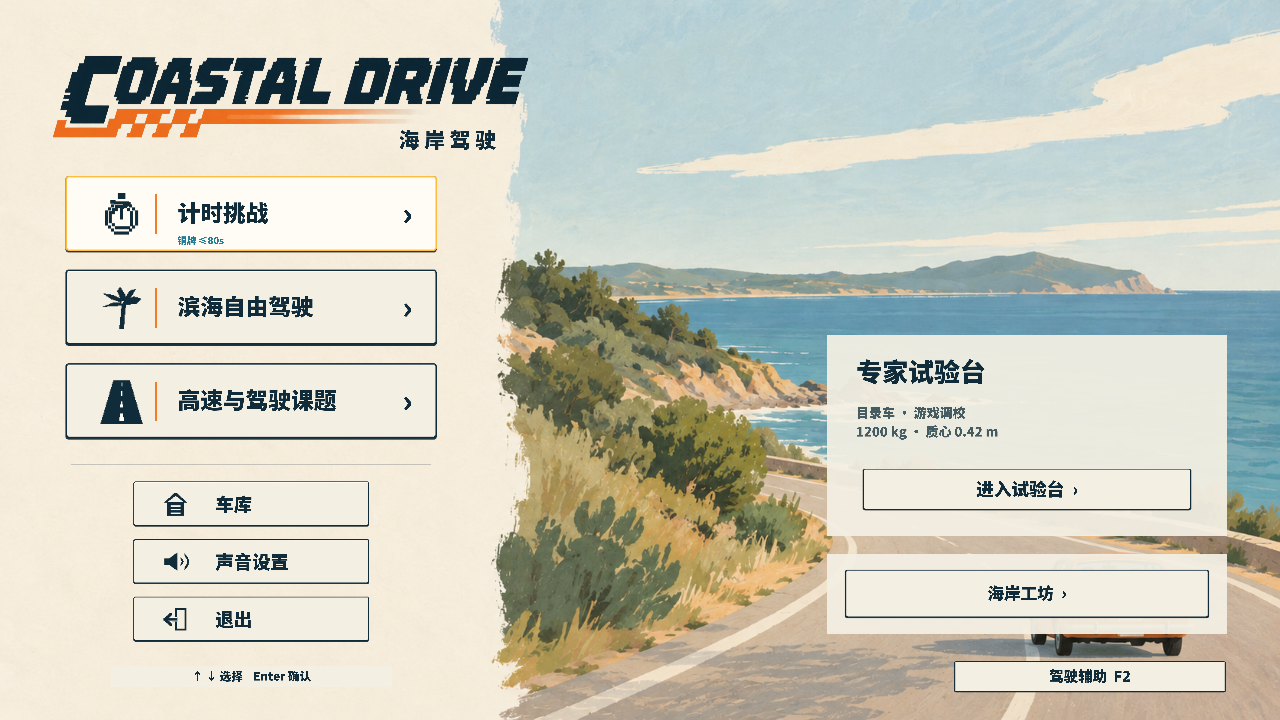 COASTAL DRIVE
海岸驾驶
计时挑战
铜牌 ≤80s
滨海自由驾驶
高速与驾驶课题
车库
声音设置
退出
↑ ↓ 选择 Enter 确认
专家试验台
目录车 · 游戏调校
1200 kg · 质心 0.42 m
进入试验台 ›
海岸工坊 ›
驾驶辅助 F2